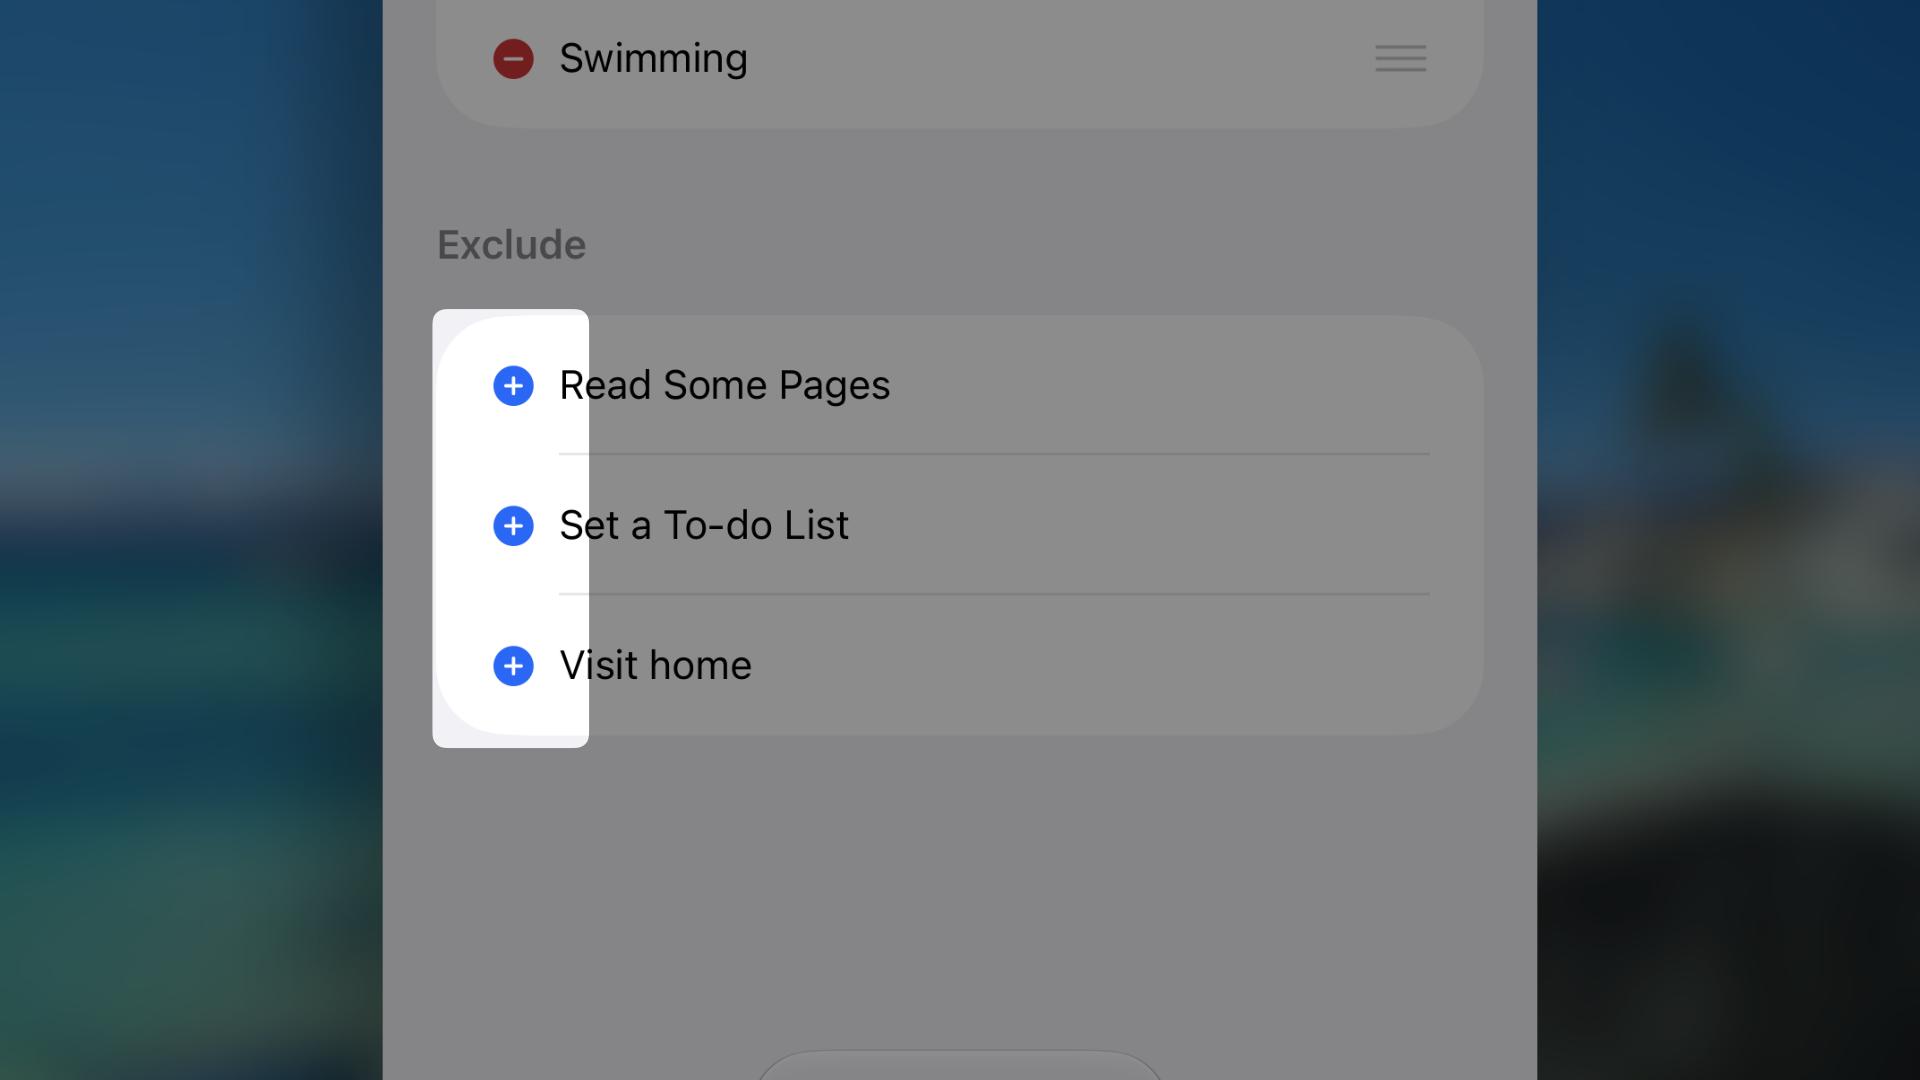 Swimming
Exclude
Read Some Pages
Set a To-do List
Visit home